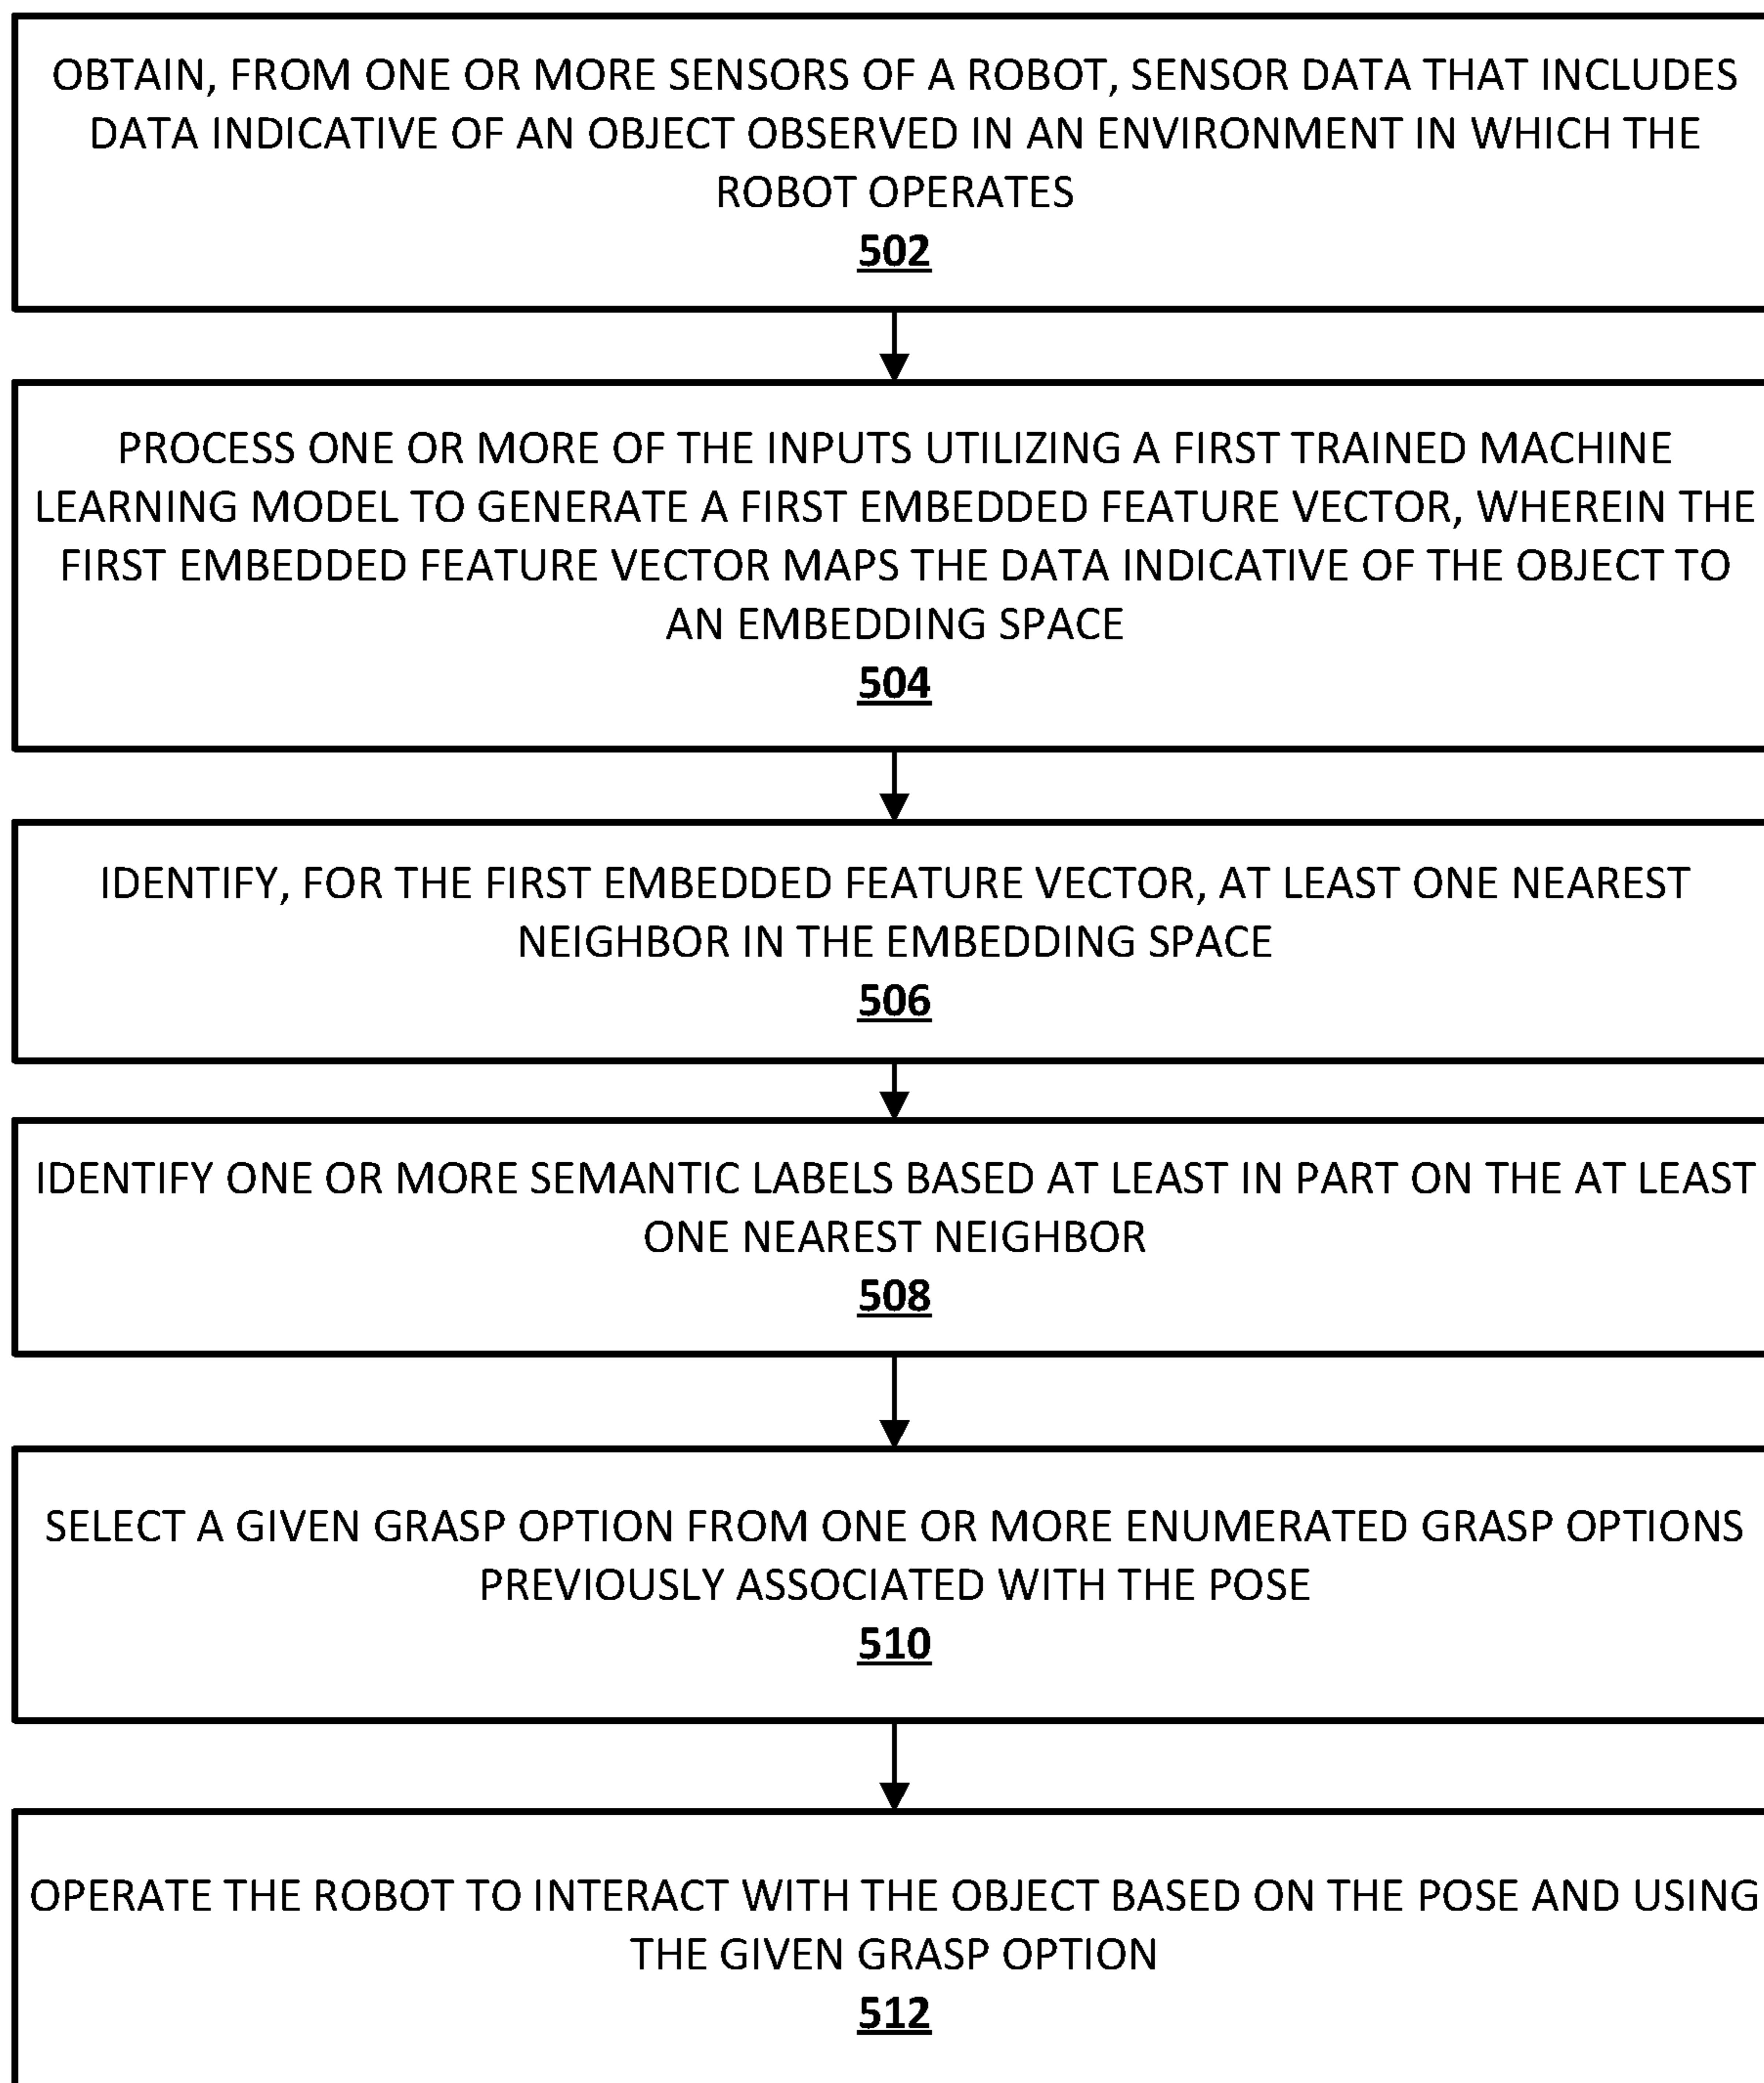 OBTAIN, FROM ONE OR MORE SENSORS OF A ROBOT, SENSOR DATA THAT INCLUDES
DATA INDICATIVE OF AN OBJECT OBSERVED IN AN ENVIRONMENT IN WHICH THE
ROBOT OPERATES
502
PROCESS ONE OR MORE OF THE INPUTS UTILIZING A FIRST TRAINED MACHINE
LEARNING MODEL TO GENERATE A FIRST EMBEDDED FEATURE VECTOR, WHEREIN THE
FIRST EMBEDDED FEATURE VECTOR MAPS THE DATA INDICATIVE OF THE OBJECT TO
AN EMBEDDING SPACE
504
IDENTIFY, FOR THE FIRST EMBEDDED FEATURE VECTOR, AT LEAST ONE NEAREST
NEIGHBOR IN THE EMBEDDING SPACE
506
IDENTIFY ONE OR MORE SEMANTIC LABELS BASED AT LEAST IN PART ON THE AT LEAST
ONE NEAREST NEIGHBOR
508
SELECT A GIVEN GRASP OPTION FROM ONE OR MORE ENUMERATED GRASP OPTIONS
PREVIOUSLY ASSOCIATED WITH THE POSE
510
OPERATE THE ROBOT TO INTERACT WITH THE OBJECT BASED ON THE POSE AND USING
THE GIVEN GRASP OPTION
512